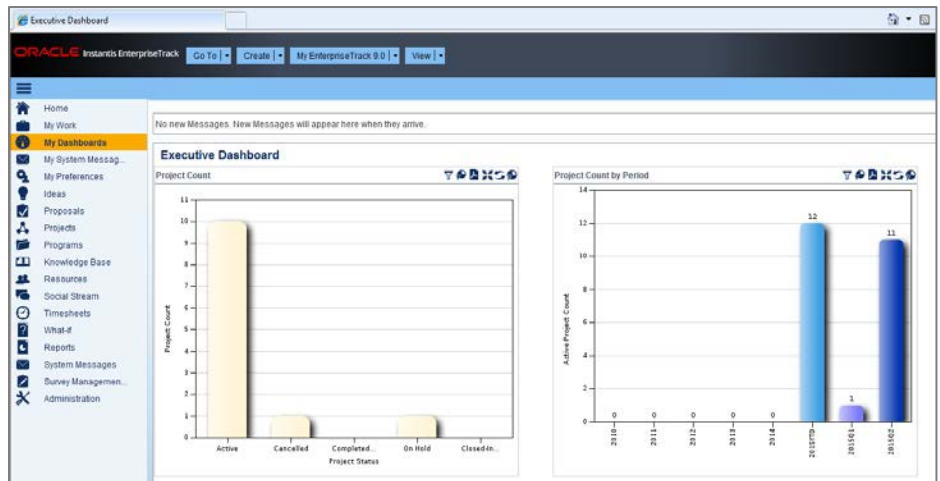 Executive Dashboard
ORACLE Instantis EnterpriseTrack Go To Create My EnterpriseTrack 9.0 View
Home
My Work
My Dashboards
My System Messag...
My Preferences
Ideas
Proposals
Projects
Programs
Knowledge Base
Resources
Social Stream
Timesheets
What-if
Reports
System Messages
Survey Managemen...
Administration
No new Messages. New Messages will appear here when they arrive.
Executive Dashboard
Project Count
11
10
9
8
7
6
5
4
3
2
1
0
Project Count
Active Cancelled Completed... On Hold Closed-In...
Project Status
Project Count by Period
14
12
10
8
6
4
2
0
Active Project Count
0 0 0 0 0 12 1 11
2010 2011 2012 2013 2014 2015YTD 2015Q1 2015Q2